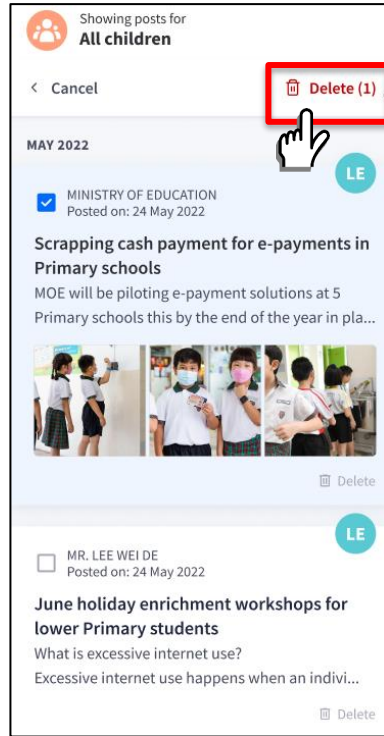 Showing posts for
All children
Cancel
Delete (1)
MAY 2022
LE
MINISTRY OF EDUCATION
Posted on: 24 May 2022
Scrapping cash payment for e-payments in
Primary schools
MOE will be piloting e-payment solutions at 5
Primary schools this by the end of the year in pla...
Delete
LE
MR. LEE WEI DE
Posted on: 24 May 2022
June holiday enrichment workshops for
lower Primary students
What is excessive internet use?
Excessive internet use happens when an indivi...
Delete